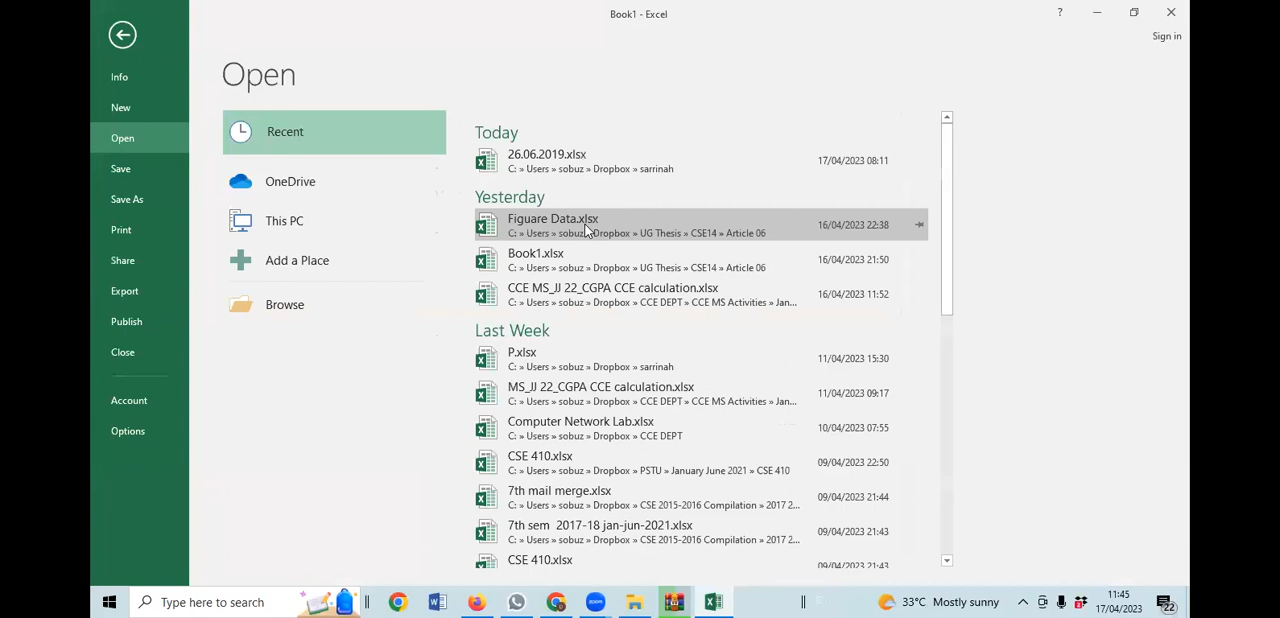 Book1 - Excel
?
Sign in
Info
New
Open
Save
Save As
Print
Share
Export
Publish
Close
Account
Options
Open
Recent
OneDrive
This PC
Add a Place
Browse
Today
26.06.2019.xlsx
17/04/2023 08:11
C: » Users » sobuz » Dropbox » sarrinah
Yesterday
Figuare Data.xlsx
16/04/2023 22:38
C: » Users » sobuz » Dropbox » UG Thesis » CSE14 » Article 06
Book1.xlsx
16/04/2023 21:50
C: » Users » sobuz » Dropbox » UG Thesis » CSE14 » Article 06
CCE MS_JJ 22_CGPA CCE calculation.xlsx
16/04/2023 11:52
C: » Users » sobuz » Dropbox » CCE DEPT » CCE MS Activities » Jan...
Last Week
P.xlsx
11/04/2023 15:30
C: » Users » sobuz » Dropbox » sarrinah
MS_JJ 22_CGPA CCE calculation.xlsx
11/04/2023 09:17
C: » Users » sobuz » Dropbox » CCE DEPT » CCE MS Activities » Jan...
Computer Network Lab.xlsx
10/04/2023 07:55
C: » Users » sobuz » Dropbox » CCE DEPT
CSE 410.xlsx
09/04/2023 22:50
C: » Users » sobuz » Dropbox » PSTU » January June 2021 » CSE 410
7th mail merge.xlsx
09/04/2023 21:44
C: » Users » sobuz » Dropbox » CSE 2015-2016 Compilation » 2017 2...
7th sem 2017-18 jan-jun-2021.xlsx
09/04/2023 21:43
C: » Users » sobuz » Dropbox » CSE 2015-2016 Compilation » 2017 2...
CSE 410.xlsx
09/04/2023 21:43
Type here to search
33°C Mostly sunny
11:45
17/04/2023
22